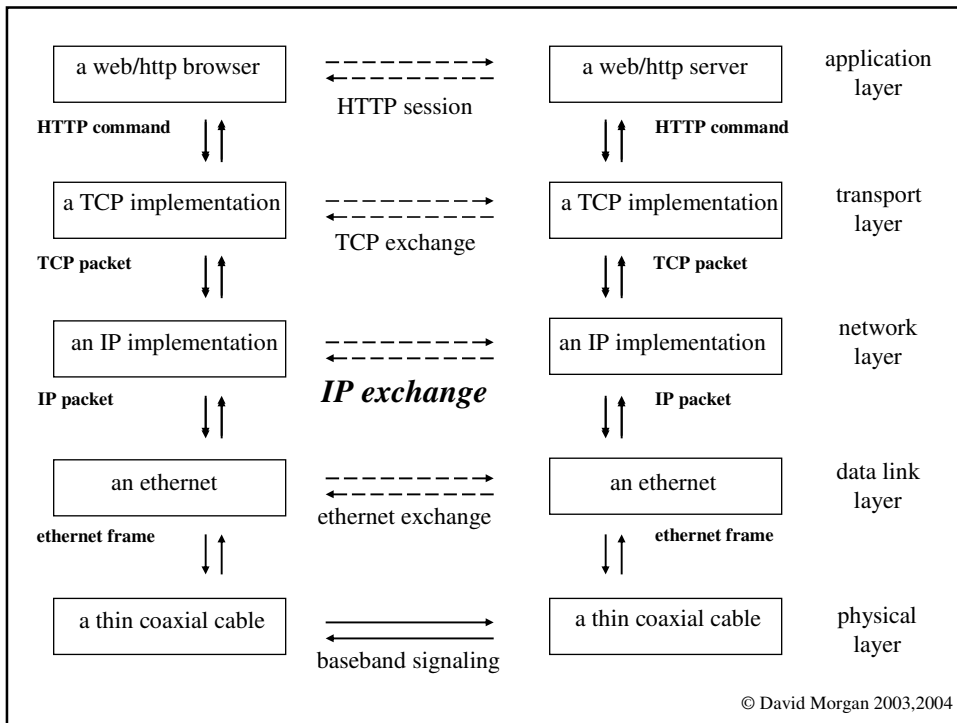 a web/http browser
a web/http server
application
layer
HTTP session
HTTP command
HTTP command
a TCP implementation
a TCP implementation
transport
layer
TCP exchange
TCP packet
TCP packet
an IP implementation
an IP implementation
network
layer
IP exchange
IP packet
IP packet
an ethernet
an ethernet
data link
layer
ethernet exchange
ethernet frame
ethernet frame
a thin coaxial cable
a thin coaxial cable
physical
layer
baseband signaling
© David Morgan 2003,2004